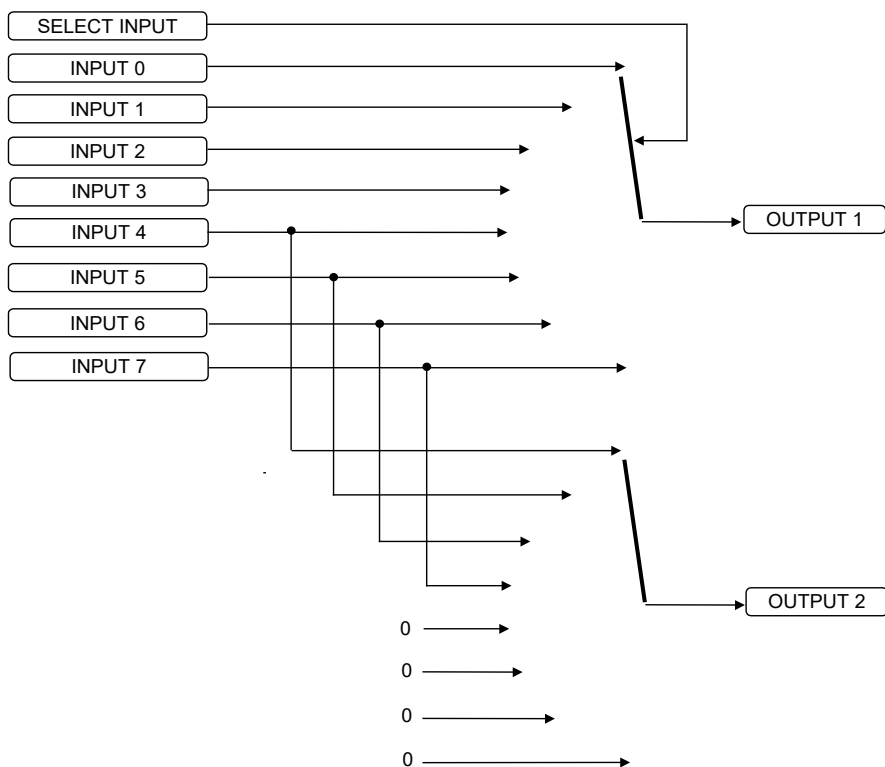 SELECT INPUT
INPUT 0
INPUT 1
INPUT 2
INPUT 3
INPUT 4
INPUT 5
INPUT 6
INPUT 7
OUTPUT 1
OUTPUT 2
0
0
0
0